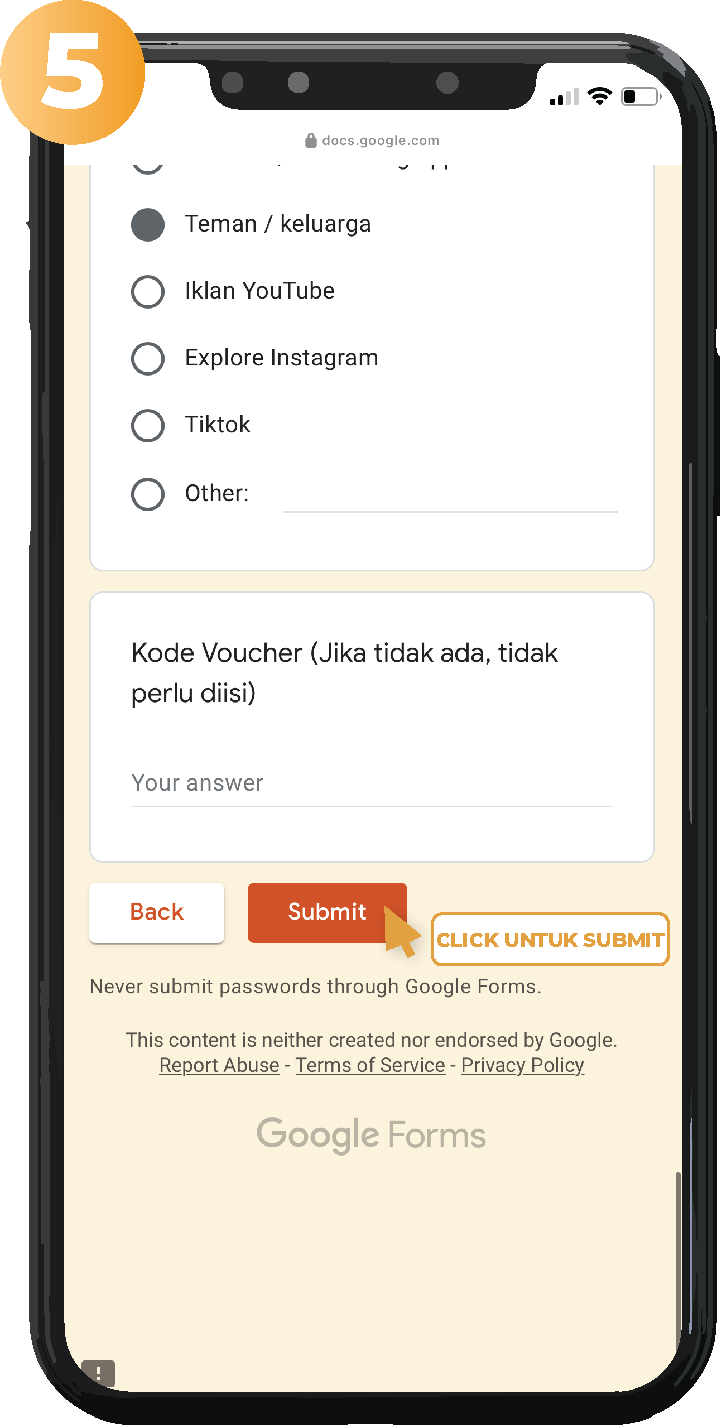 5
docs.google.com
Teman / keluarga
Iklan YouTube
Explore Instagram
Tiktok
Other:
Kode Voucher (Jika tidak ada, tidak
perlu diisi)
Your answer
Back
Submit
CLICK UNTUK SUBMIT
Never submit passwords through Google Forms.
This content is neither created nor endorsed by Google.
Report Abuse - Terms of Service - Privacy Policy
Google Forms
!